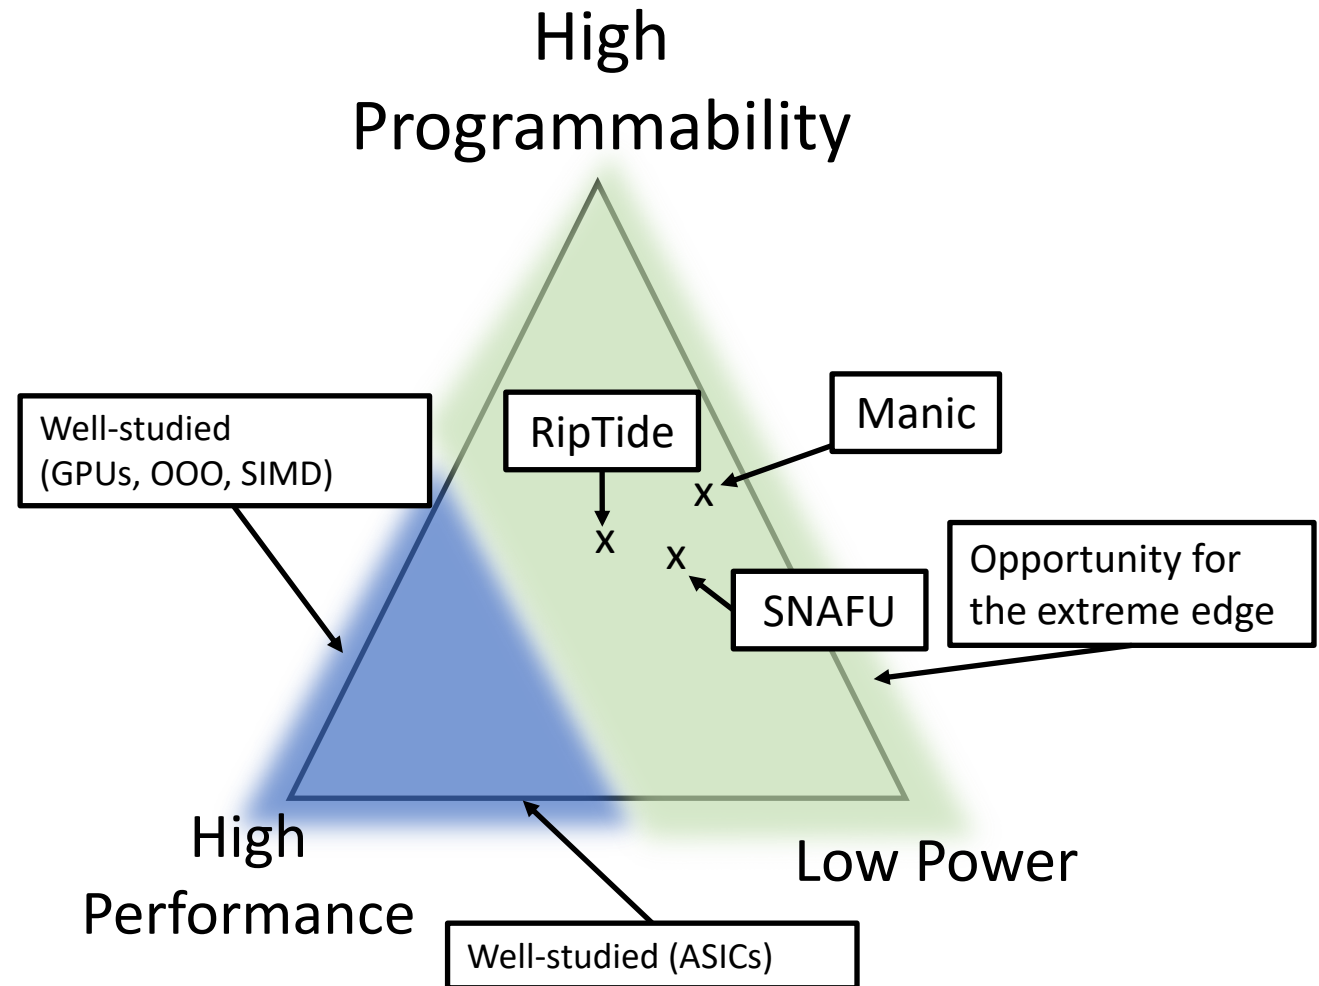 High
Programmability
Well-studied
(GPUs, OOO, SIMD)
RipTide
Manic
x
x
x
SNAFU
Opportunity for
the extreme edge
High
Performance
Low Power
Well-studied (ASICs)